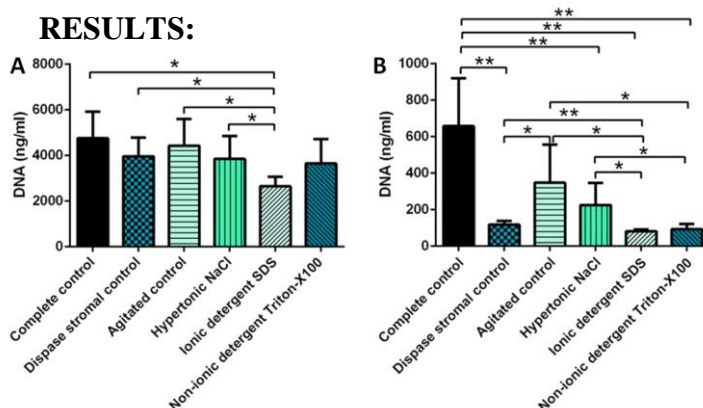 RESULTS:
A
*
*
*
*
DNA (ng/ml)
8000
6000
4000
2000
0
Complete control
Dispase stromal control
Agitated control
Hypertonic NaCl
Ionic detergent SDS
Non-ionic detergent Triton-X100
B
**
**
**
**
*
**
*
*
*
*
DNA (ng/ml)
1000
800
600
400
200
0
Complete control
Dispase stromal control
Agitated control
Hypertonic NaCl
Ionic detergent SDS
Non-ionic detergent Triton-X100